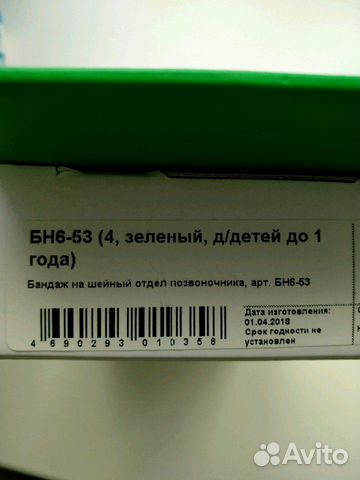 БН6-53 (4, зеленый, д/детей до 1
года)
Бандаж на шейный отдел позвоночника, арт. БН6-53
Дата изготовления:
01.04.2018
Срок годности не
установлен
4 690293 010358
Avito